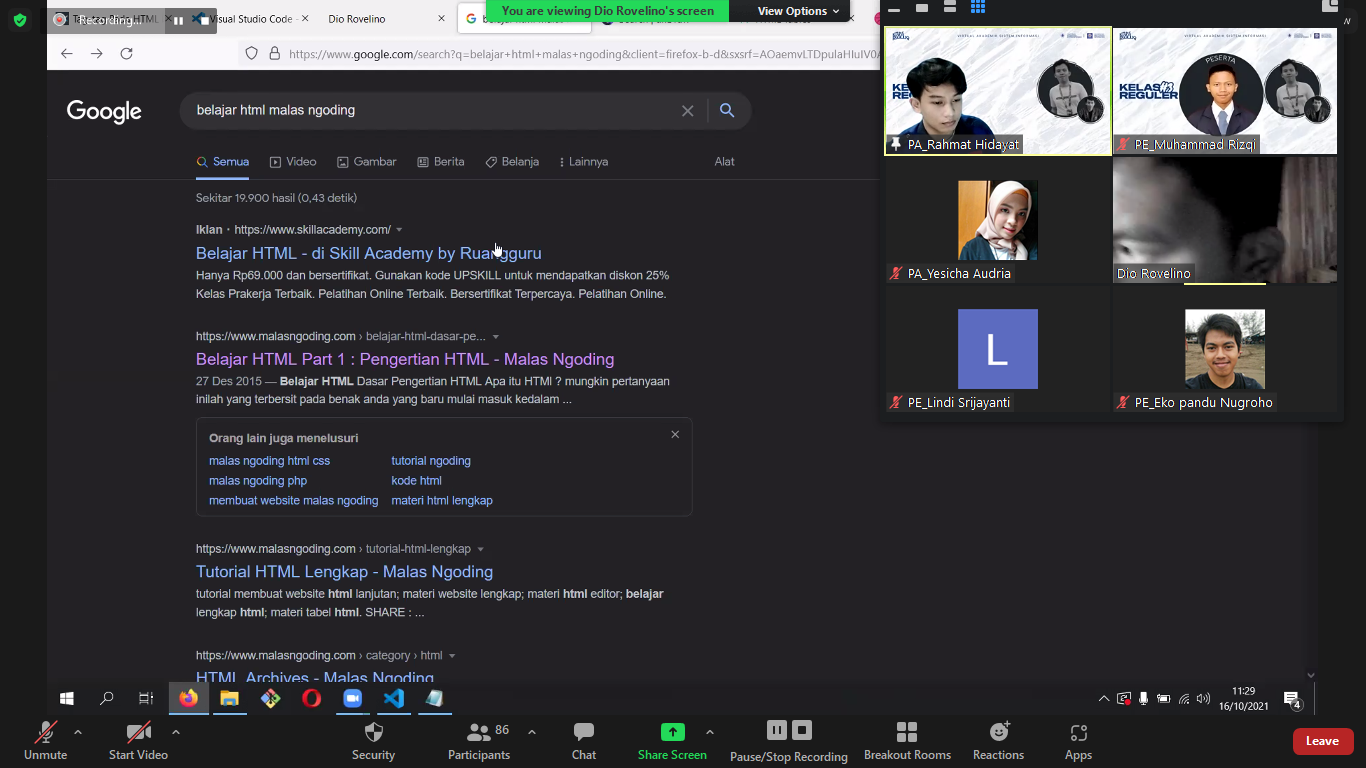 Recording...
HTML
Visual Studio Code
Dio Rovelino
You are viewing Dio Rovelino's screen
View Options
https://www.google.com/search?q=belajar+html+malas+ngoding&client=firefox-b-d&sxsrf=
Google
belajar html malas ngoding
Semua
Video
Gambar
Berita
Belanja
Lainnya
Alat
Sekitar 19.900 hasil (0,43 detik)
Iklan · https://www.skillacademy.com/
Belajar HTML - di Skill Academy by Ruangguru
Hanya Rp69.000 dan bersertifikat. Gunakan kode UPSKILL untuk mendapatkan diskon 25%
Kelas Prakerja Terbaik. Pelatihan Online Terbaik. Bersertifikat Terpercaya. Pelatihan Online.
https://www.malasngoding.com › belajar-html-dasar-pe...
Belajar HTML Part 1 : Pengertian HTML - Malas Ngoding
27 Des 2015 — Belajar HTML Dasar Pengertian HTML Apa itu HTMl ? mungkin pertanyaan
inilah yang terbersit pada benak anda yang baru mulai masuk kedalam ...
Orang lain juga menelusuri
malas ngoding html css
tutorial ngoding
malas ngoding php
kode html
membuat website malas ngoding
materi html lengkap
https://www.malasngoding.com › tutorial-html-lengkap
Tutorial HTML Lengkap - Malas Ngoding
tutorial membuat website html lanjutan; materi website lengkap; materi html editor; belajar
lengkap html; materi tabel html. SHARE : ...
https://www.malasngoding.com › category › html
HTML Archives - Malas Ngoding
PA_Rahmat Hidayat
PESERTA
KELAS
REGULER
PE_Muhammad Rizqi
PA_Yesicha Audria
Dio Rovelino
L
PE_Lindi Srijayanti
PE_Eko pandu Nugroho
11:29
16/10/2021
4
Unmute
Start Video
Security
86
Participants
Chat
Share Screen
Pause/Stop Recording
Breakout Rooms
Reactions
Apps
Leave